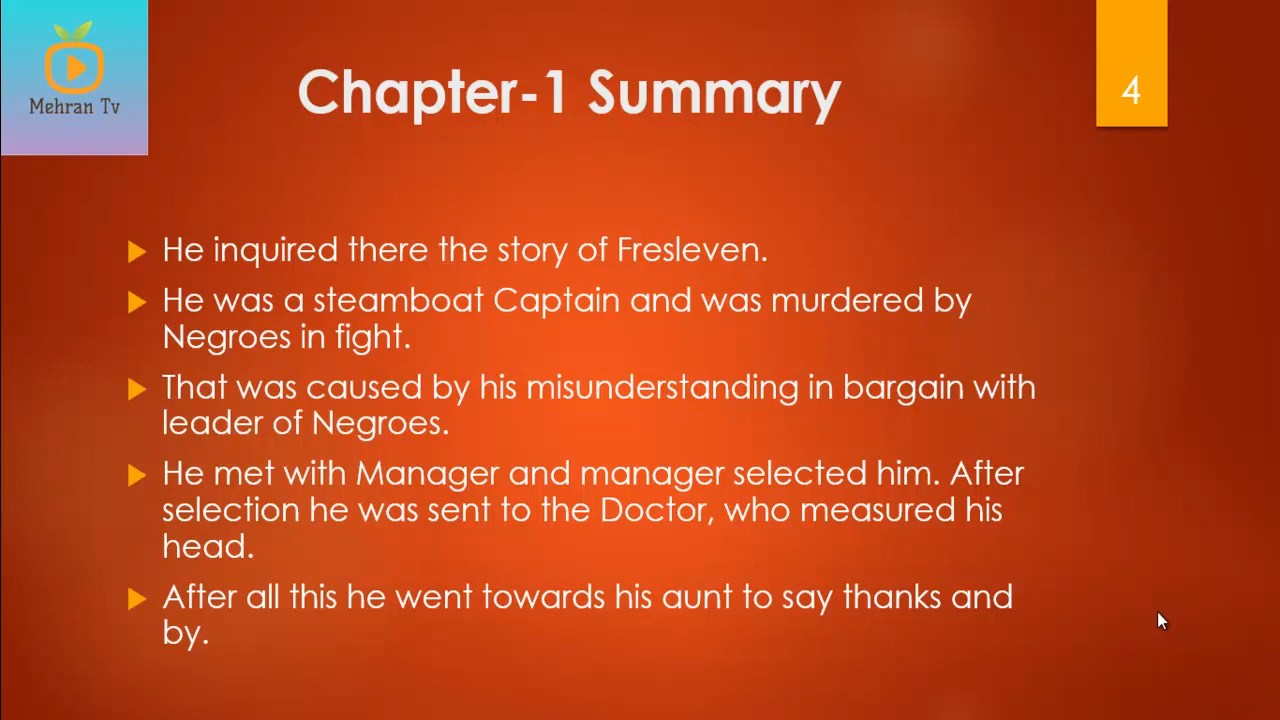 Mehran Tv
Chapter-1 Summary
4
He inquired there the story of Fresleven.
He was a steamboat Captain and was murdered by
Negroes in fight.
That was caused by his misunderstanding in bargain with
leader of Negroes.
He met with Manager and manager selected him. After
selection he was sent to the Doctor, who measured his
head.
After all this he went towards his aunt to say thanks and
by.